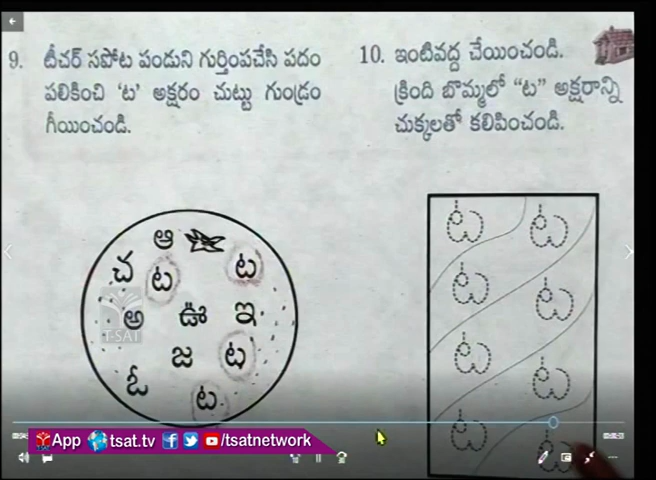 9. టీచర్ సపోట పండుని గుర్తింపచేసి పదం
పలికించి ‘ట’ అక్షరం చుట్టు గుండ్రం
గీయించండి.
10. ఇంటివద్ద చేయించండి.
క్రింది బొమ్మలో “ట” అక్షరాన్ని
చుక్కలతో కలిపించండి.
ఆ
చ ట ట
అ ఊ ఇ
జ ట
ఓ ట
ట ట
ట ట
ట ట
ట ట
T-SAT
App tsat.tv /tsatnetwork